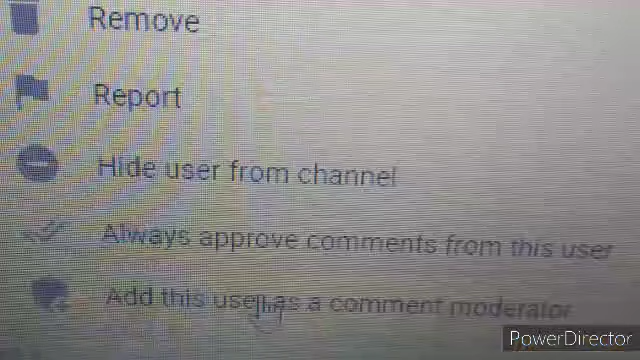 Remove
Report
Hide user from channel
Always approve comments from this user
Add this user as a comment moderator
PowerDirector